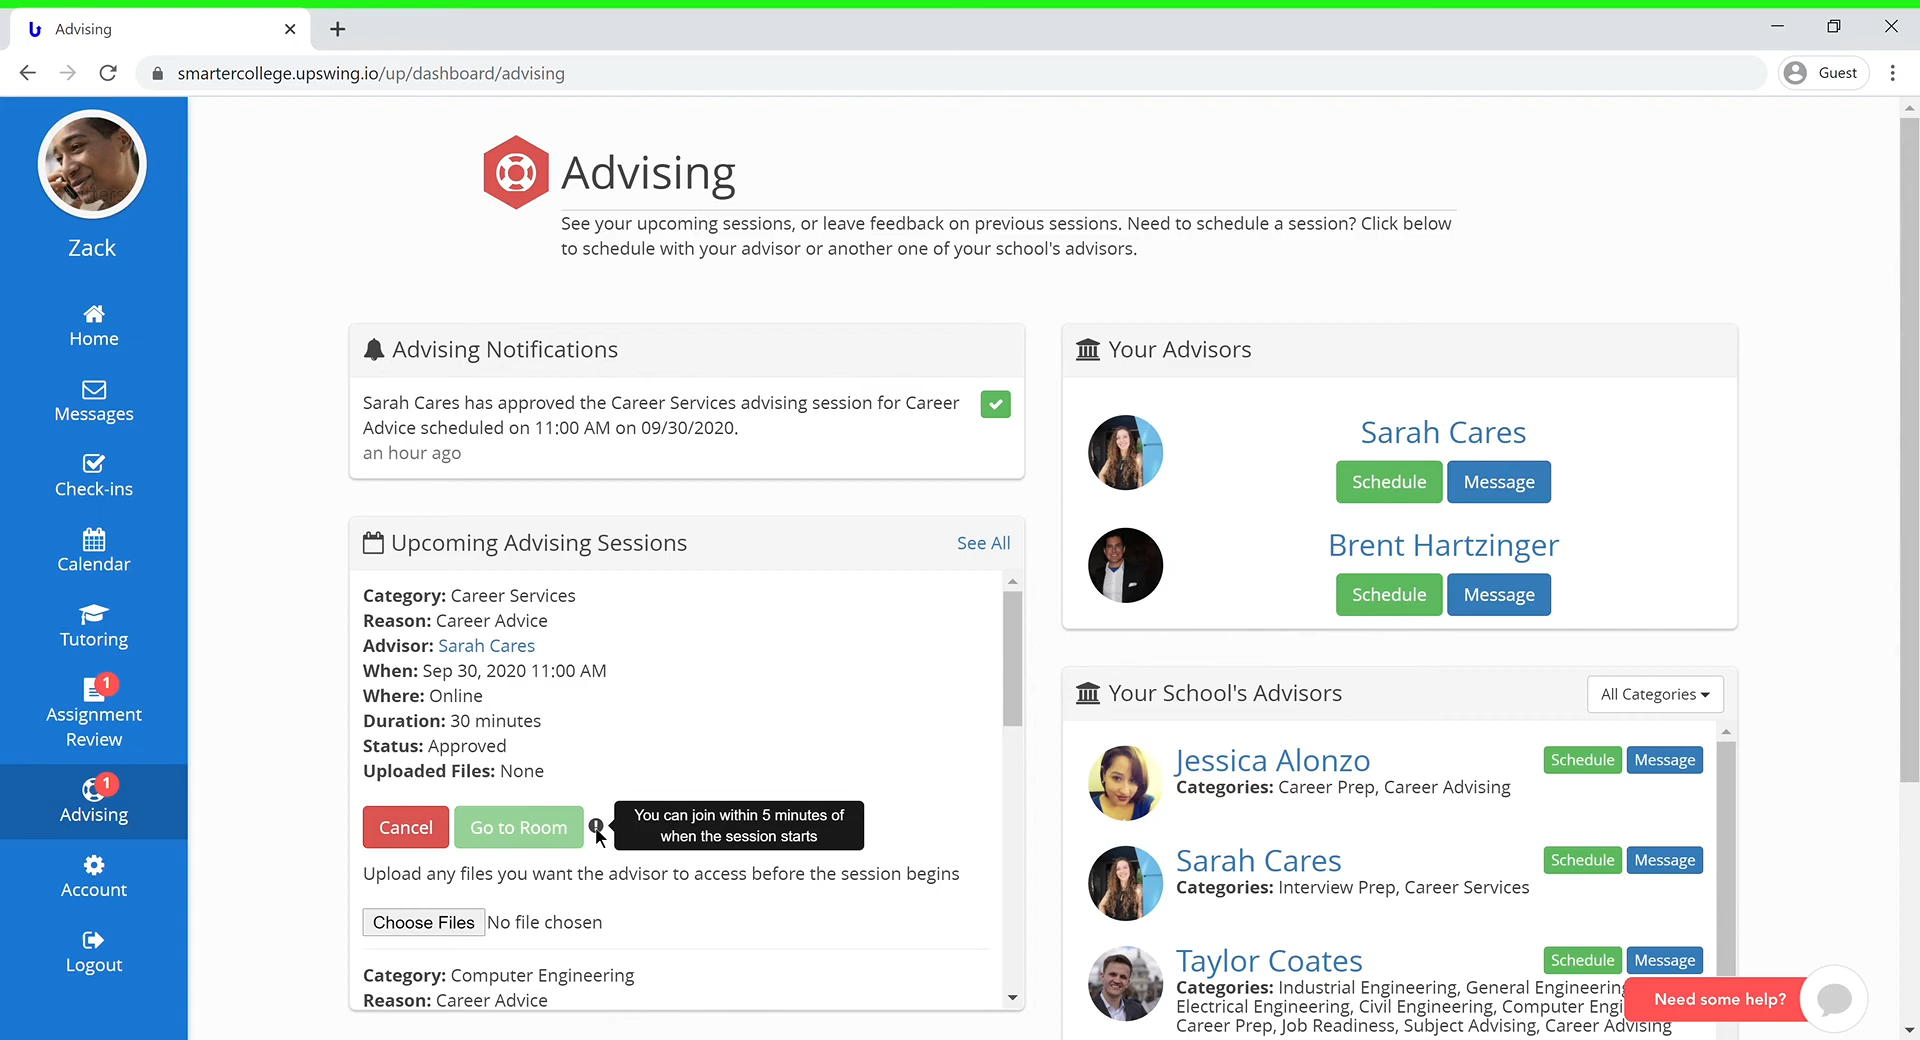 Advising
smartercollege.upswing.io/up/dashboard/advising
Guest
Zack
Home
Messages
Check-ins
Calendar
Tutoring
1
Assignment
Review
1
Advising
Account
Logout
Advising
See your upcoming sessions, or leave feedback on previous sessions. Need to schedule a session? Click below
to schedule with your advisor or another one of your school's advisors.
Advising Notifications
Sarah Cares has approved the Career Services advising session for Career
Advice scheduled on 11:00 AM on 09/30/2020.
an hour ago
Upcoming Advising Sessions
See All
Category: Career Services
Reason: Career Advice
Advisor: Sarah Cares
When: Sep 30, 2020 11:00 AM
Where: Online
Duration: 30 minutes
Status: Approved
Uploaded Files: None
Cancel
Go to Room
You can join within 5 minutes of
when the session starts
Upload any files you want the advisor to access before the session begins
Choose Files No file chosen
Category: Computer Engineering
Reason: Career Advice
Your Advisors
Sarah Cares
Schedule
Message
Brent Hartzinger
Schedule
Message
Your School's Advisors
All Categories
Jessica Alonzo
Schedule
Message
Categories: Career Prep, Career Advising
Sarah Cares
Schedule
Message
Categories: Interview Prep, Career Services
Taylor Coates
Schedule
Message
Categories: Industrial Engineering, General Engineering
Electrical Engineering, Civil Engineering, Computer Engi
Career Prep, Job Readiness, Subject Advising, Career Advising
Need some help?